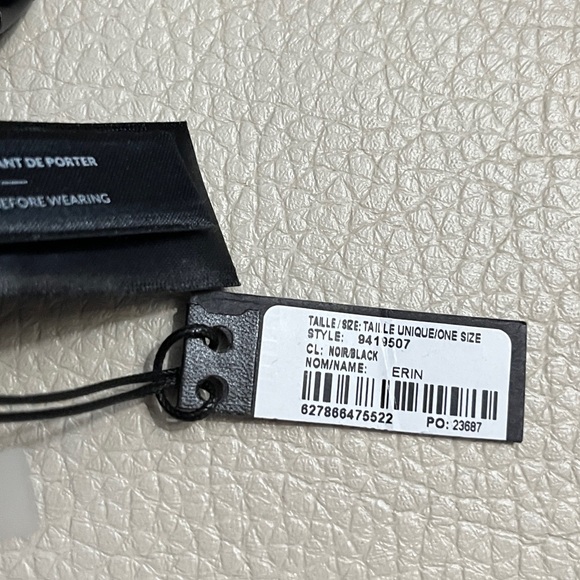 ANT DE PORTER
BEFORE WEARING
TAILLE/SIZE: TAILLE UNIQUE/ONE SIZE
STYLE: 9419507
CL: NOIR/BLACK
NOM/NAME: ERIN
627866475522 PO: 23687